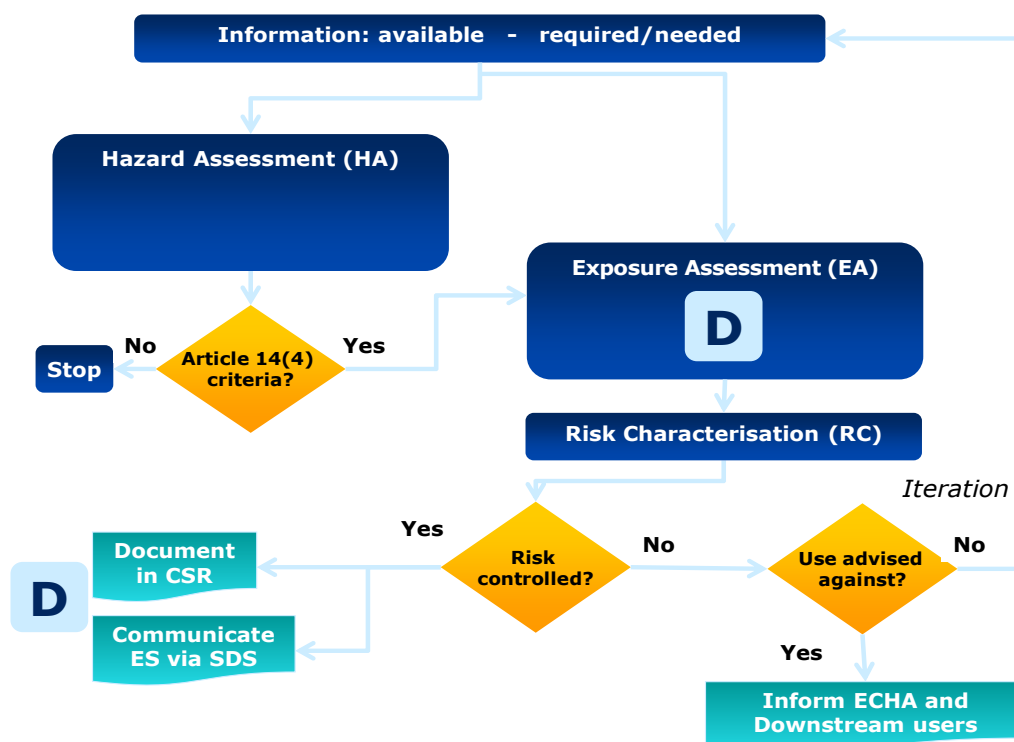 Information: available - required/needed
Hazard Assessment (HA)
Exposure Assessment (EA)
D
No
Yes
Stop
Article 14(4)
criteria?
Risk Characterisation (RC)
Iteration
Yes
No
No
Document
in CSR
Risk
controlled?
Use advised
against?
D
Communicate
ES via SDS
Yes
Inform ECHA and
Downstream users